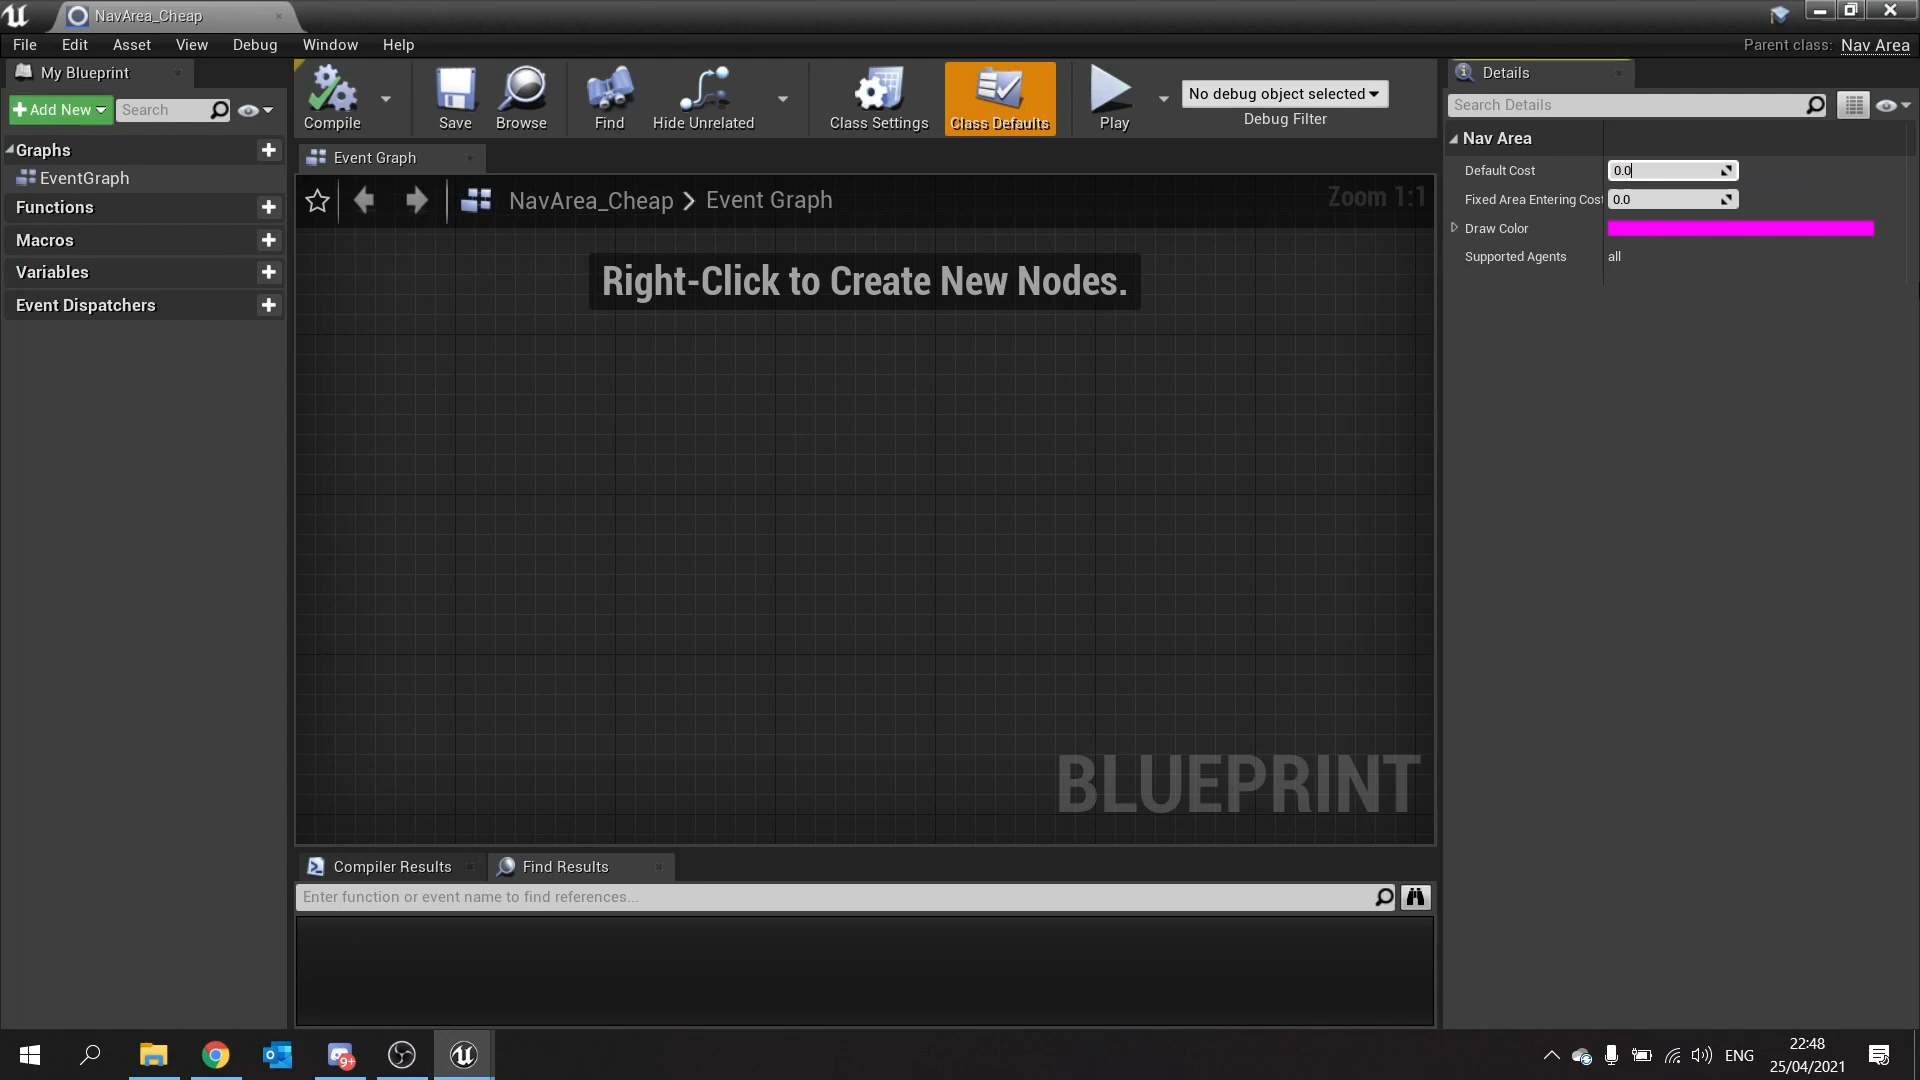 NavArea_Cheap
File Edit Asset View Debug Window Help
Parent class: Nav Area
My Blueprint
Add New
Search
Graphs
EventGraph
Functions
Macros
Variables
Event Dispatchers
Compile
Save
Browse
Find
Hide Unrelated
Class Settings
Class Defaults
Play
No debug object selected
Debug Filter
Event Graph
NavArea_Cheap > Event Graph
Zoom 1:1
Right-Click to Create New Nodes.
BLUEPRINT
Compiler Results
Find Results
Enter function or event name to find references...
Details
Search Details
Nav Area
Default Cost 0.0
Fixed Area Entering Cost 0.0
Draw Color
Supported Agents all
9+
ENG
22:48
25/04/2021